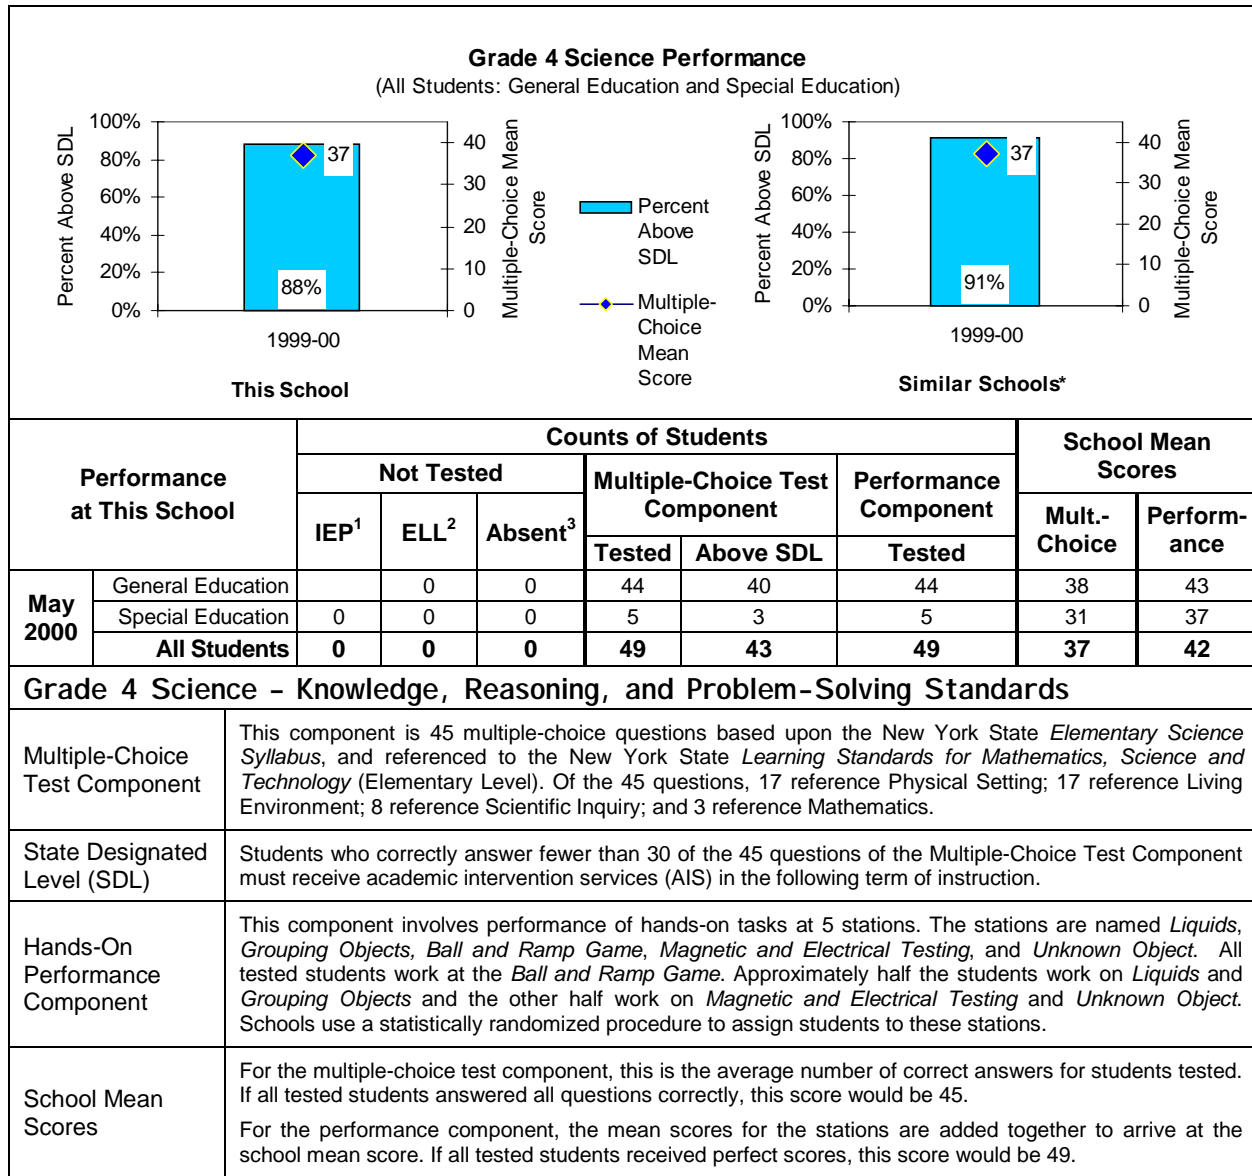 Grade 4 Science Performance
(All Students: General Education and Special Education)
Percent Above SDL
100%
80%
60%
40%
20%
0%
37
88%
40
30
20
10
0
Multiple-Choice Mean
Score
1999-00
This School
Percent
Above
SDL
Multiple-
Choice
Mean
Score
Percent Above SDL
100%
80%
60%
40%
20%
0%
37
91%
40
30
20
10
0
Multiple-Choice Mean
Score
1999-00
Similar Schools*
Performance
at This School
Counts of Students
School Mean
Scores
Not Tested
Multiple-Choice Test
Component
Performance
Component
IEP1 ELL2 Absent3
Tested Above SDL Tested
Mult.-
Choice
Perform-
ance
May
2000
General Education 0 0 44 40 44 38 43
Special Education 0 0 0 5 3 5 31 37
All Students 0 0 0 49 43 49 37 42
Grade 4 Science – Knowledge, Reasoning, and Problem-Solving Standards
Multiple-Choice
Test Component
This component is 45 multiple-choice questions based upon the New York State Elementary Science
Syllabus, and referenced to the New York State Learning Standards for Mathematics, Science and
Technology (Elementary Level). Of the 45 questions, 17 reference Physical Setting; 17 reference Living
Environment; 8 reference Scientific Inquiry; and 3 reference Mathematics.
State Designated
Level (SDL)
Students who correctly answer fewer than 30 of the 45 questions of the Multiple-Choice Test Component
must receive academic intervention services (AIS) in the following term of instruction.
Hands-On
Performance
Component
This component involves performance of hands-on tasks at 5 stations. The stations are named Liquids,
Grouping Objects, Ball and Ramp Game, Magnetic and Electrical Testing, and Unknown Object. All
tested students work at the Ball and Ramp Game. Approximately half the students work on Liquids and
Grouping Objects and the other half work on Magnetic and Electrical Testing and Unknown Object.
Schools use a statistically randomized procedure to assign students to these stations.
School Mean
Scores
For the multiple-choice test component, this is the average number of correct answers for students tested.
If all tested students answered all questions correctly, this score would be 45.
For the performance component, the mean scores for the stations are added together to arrive at the
school mean score. If all tested students received perfect scores, this score would be 49.